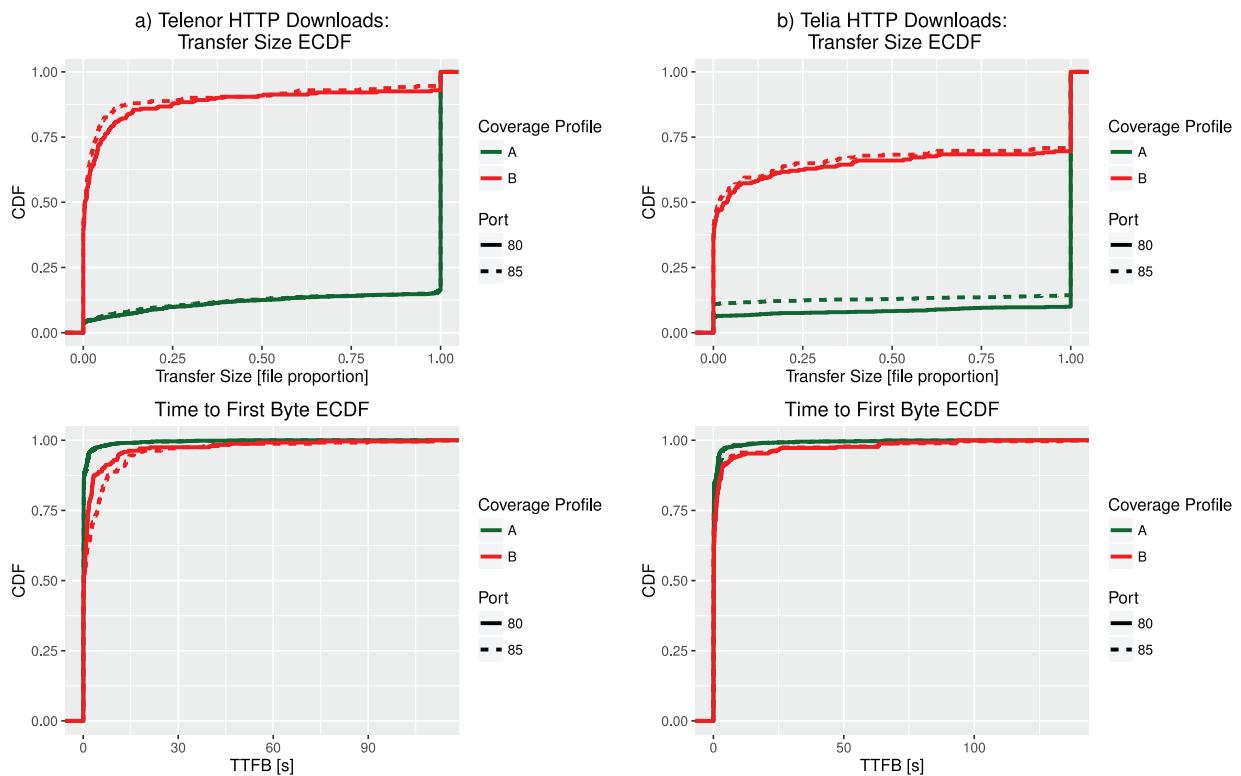 a) Telenor HTTP Downloads:
Transfer Size ECDF
1.00
0.75
0.50
0.25
0.00
CDF
0.00 0.25 0.50 0.75 1.00
Transfer Size [file proportion]
Coverage Profile
A
B
Port
80
85
b) Telia HTTP Downloads:
Transfer Size ECDF
1.00
0.75
0.50
0.25
0.00
CDF
0.00 0.25 0.50 0.75 1.00
Transfer Size [file proportion]
Coverage Profile
A
B
Port
80
85
Time to First Byte ECDF
1.00
0.75
0.50
0.25
0.00
CDF
0 30 60 90
TTFB [s]
Coverage Profile
A
B
Port
80
85
Time to First Byte ECDF
1.00
0.75
0.50
0.25
0.00
CDF
0 50 100
TTFB [s]
Coverage Profile
A
B
Port
80
85